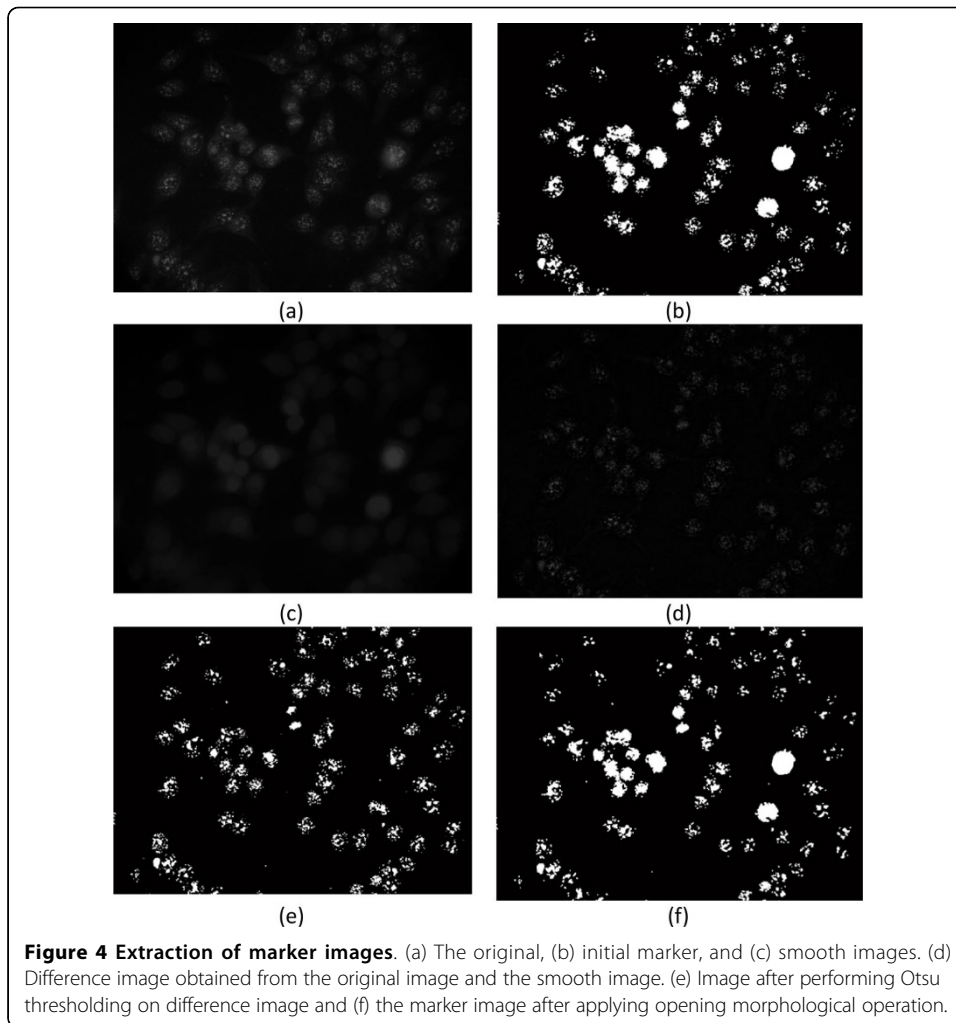 (a)
(b)
(c)
(d)
(e)
(f)
Figure 4 Extraction of marker images. (a) The original, (b) initial marker, and (c) smooth images. (d)
Difference image obtained from the original image and the smooth image. (e) Image after performing Otsu
thresholding on difference image and (f) the marker image after applying opening morphological operation.